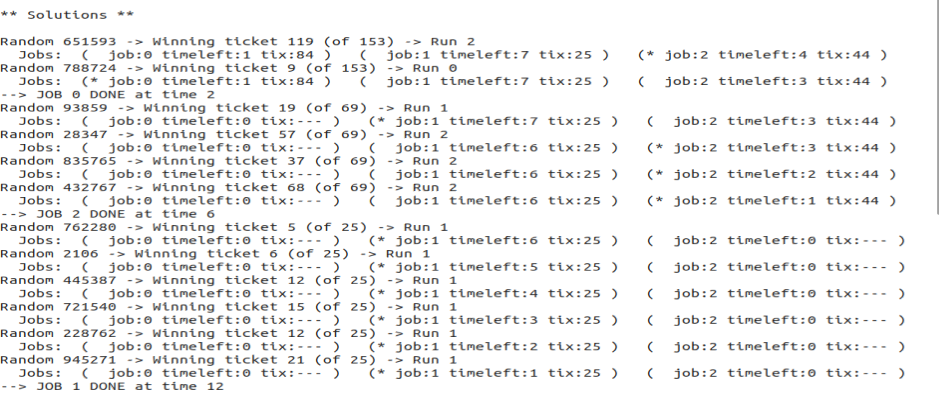 ** Solutions **
Random 651593 -> Winning ticket 119 (of 153) -> Run 2
Jobs: ( job:0 timeleft:1 tix:84 ) ( job:1 timeleft:7 tix:25 ) (* job:2 timeleft:4 tix:44 )
Random 788724 -> Winning ticket 9 (of 153) -> Run 0
Jobs: (* job:0 timeleft:1 tix:84 ) ( job:1 timeleft:7 tix:25 ) ( job:2 timeleft:3 tix:44 )
--> JOB 0 DONE at time 2
Random 93859 -> Winning ticket 19 (of 69) -> Run 1
Jobs: ( job:0 timeleft:0 tix:--- ) (* job:1 timeleft:7 tix:25 ) ( job:2 timeleft:3 tix:44 )
Random 28347 -> Winning ticket 57 (of 69) -> Run 2
Jobs: ( job:0 timeleft:0 tix:--- ) ( job:1 timeleft:6 tix:25 ) (* job:2 timeleft:3 tix:44 )
Random 835765 -> Winning ticket 37 (of 69) -> Run 2
Jobs: ( job:0 timeleft:0 tix:--- ) ( job:1 timeleft:6 tix:25 ) (* job:2 timeleft:2 tix:44 )
Random 432767 -> Winning ticket 68 (of 69) -> Run 2
Jobs: ( job:0 timeleft:0 tix:--- ) ( job:1 timeleft:6 tix:25 ) (* job:2 timeleft:1 tix:44 )
--> JOB 2 DONE at time 6
Random 762280 -> Winning ticket 5 (of 25) -> Run 1
Jobs: ( job:0 timeleft:0 tix:--- ) (* job:1 timeleft:6 tix:25 ) ( job:2 timeleft:0 tix:--- )
Random 2106 -> Winning ticket 6 (of 25) -> Run 1
Jobs: ( job:0 timeleft:0 tix:--- ) (* job:1 timeleft:5 tix:25 ) ( job:2 timeleft:0 tix:--- )
Random 445387 -> Winning ticket 12 (of 25) -> Run 1
Jobs: ( job:0 timeleft:0 tix:--- ) (* job:1 timeleft:4 tix:25 ) ( job:2 timeleft:0 tix:--- )
Random 721540 -> Winning ticket 15 (of 25) -> Run 1
Jobs: ( job:0 timeleft:0 tix:--- ) (* job:1 timeleft:3 tix:25 ) ( job:2 timeleft:0 tix:--- )
Random 228762 -> Winning ticket 12 (of 25) -> Run 1
Jobs: ( job:0 timeleft:0 tix:--- ) (* job:1 timeleft:2 tix:25 ) ( job:2 timeleft:0 tix:--- )
Random 945271 -> Winning ticket 21 (of 25) -> Run 1
Jobs: ( job:0 timeleft:0 tix:--- ) (* job:1 timeleft:1 tix:25 ) ( job:2 timeleft:0 tix:--- )
--> JOB 1 DONE at time 12